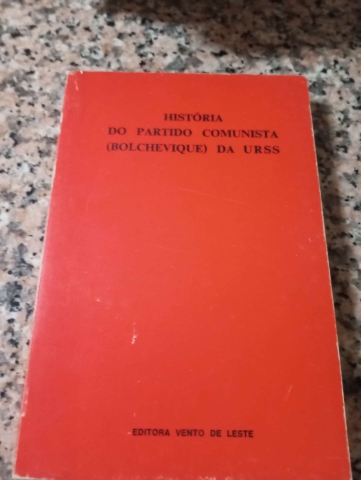 HISTÓRIA
DO PARTIDO COMUNISTA
(BOLCHEVIQUE) DA URSS
EDITORA VENTO DE LESTE